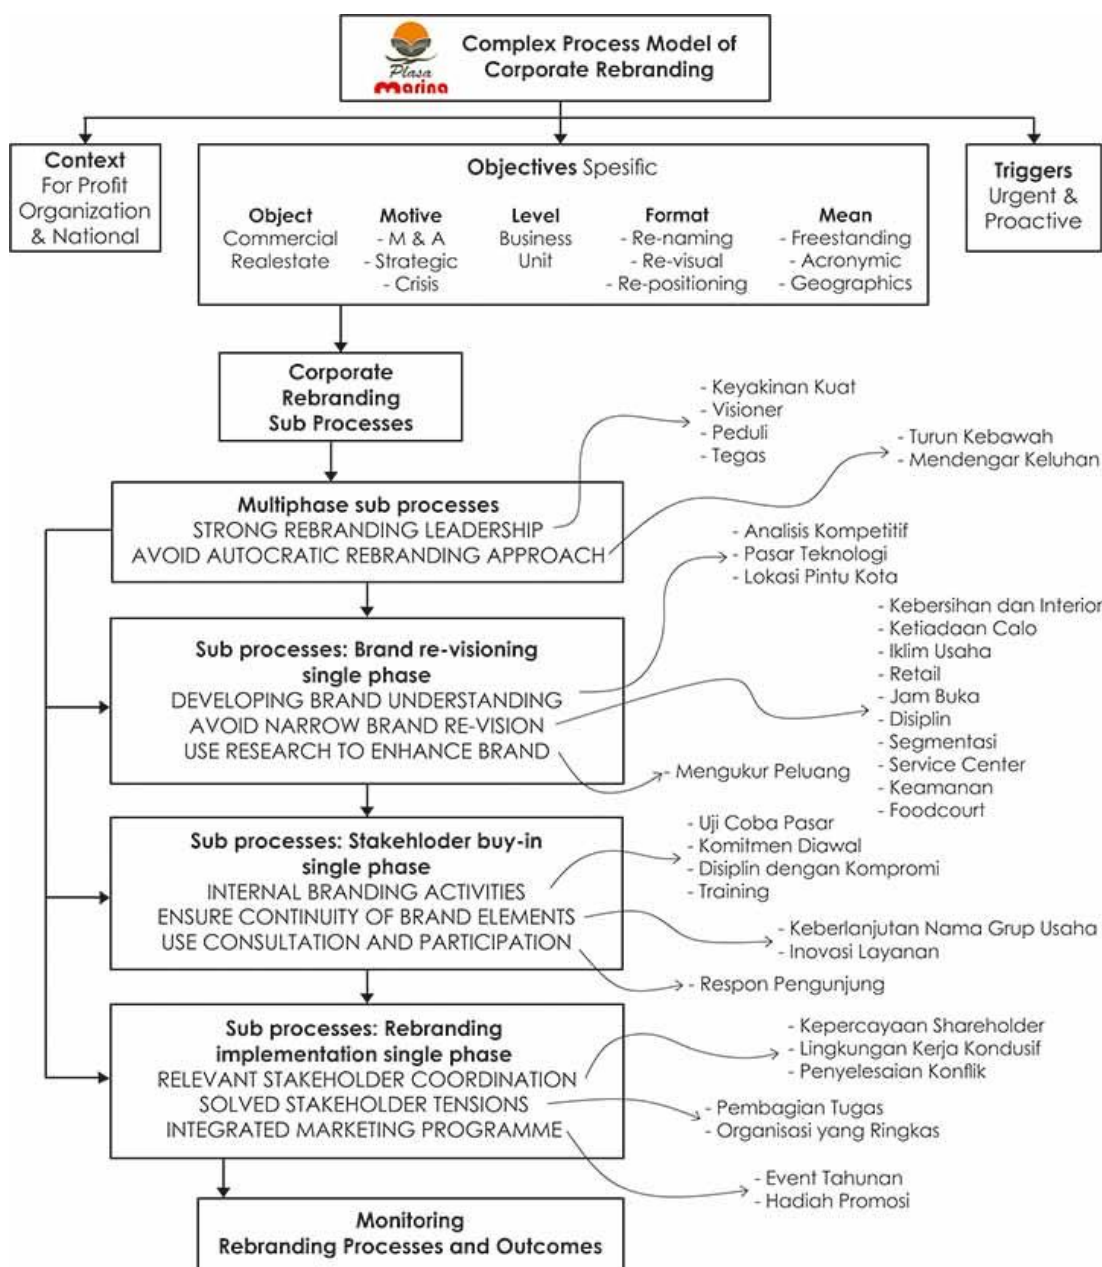 Plasa
marina
Complex Process Model of
Corporate Rebranding
Context
For Profit
Organization
& National
Objectives Spesific
Object
Commercial
Realestate
Motive
- M & A
- Strategic
- Crisis
Level
Business
Unit
Format
- Re-naming
- Re-visual
- Re-positioning
Mean
- Freestanding
- Acronymic
- Geographics
Triggers
Urgent &
Proactive
Corporate
Rebranding
Sub Processes
- Keyakinan Kuat
- Visioner
- Peduli
- Tegas
- Turun Kebawah
- Mendengar Keluhan
Multiphase sub processes
STRONG REBRANDING LEADERSHIP
AVOID AUTOCRATIC REBRANDING APPROACH
- Analisis Kompetitif
- Pasar Teknologi
- Lokasi Pintu Kota
Sub processes: Brand re-visioning
single phase
DEVELOPING BRAND UNDERSTANDING
AVOID NARROW BRAND RE-VISION
USE RESEARCH TO ENHANCE BRAND
- Kebersihan dan Interior
- Ketiadaan Calo
- Iklim Usaha
- Retail
- Jam Buka
- Disiplin
- Segmentasi
- Service Center
- Keamanan
- Foodcourt
- Mengukur Peluang
Sub processes: Stakehloder buy-in
single phase
INTERNAL BRANDING ACTIVITIES
ENSURE CONTINUITY OF BRAND ELEMENTS
USE CONSULTATION AND PARTICIPATION
- Uji Coba Pasar
- Komitmen Diawal
- Disiplin dengan Kompromi
- Training
- Keberlanjutan Nama Grup Usaha
- Inovasi Layanan
- Respon Pengunjung
Sub processes: Rebranding
implementation single phase
RELEVANT STAKEHOLDER COORDINATION
SOLVED STAKEHOLDER TENSIONS
INTEGRATED MARKETING PROGRAMME
- Kepercayaan Shareholder
- Lingkungan Kerja Kondusif
- Penyelesaian Konflik
- Pembagian Tugas
- Organisasi yang Ringkas
- Event Tahunan
- Hadiah Promosi
Monitoring
Rebranding Processes and Outcomes